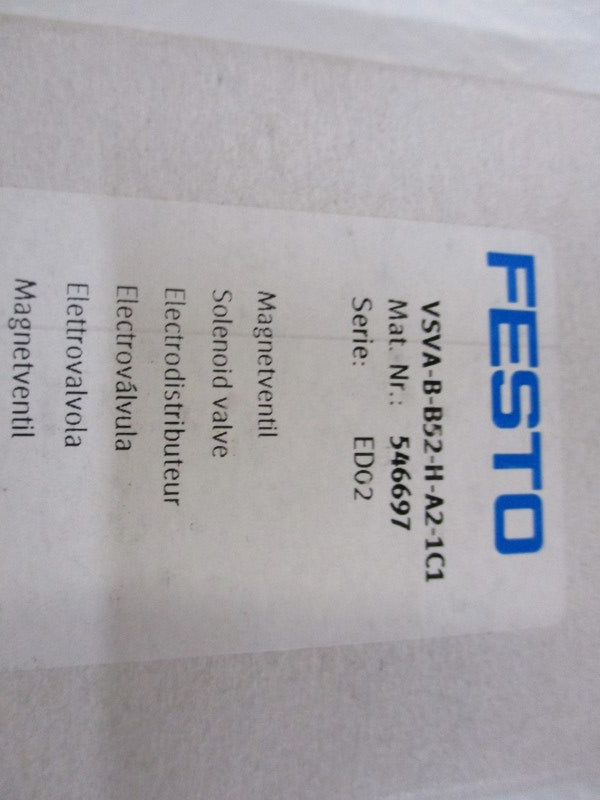 FESTO
VSVA-B-B52-H-A2-1C1
Mat. Nr.: 546697
Serie: ED02
Magnetventil
Solenoid valve
Electrodistributeur
Electroválvula
Elettrovalvola
Magnetventil